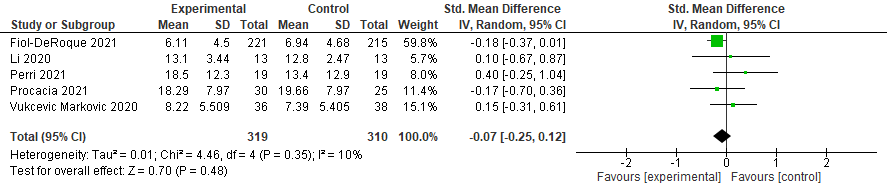 Experimental Control Std. Mean Difference Std. Mean Difference
Study or Subgroup Mean SD Total Mean SD Total Weight IV, Random, 95% CI IV, Random, 95% CI
Fiol-DeRoque 2021 6.11 4.5 221 6.94 4.68 215 59.8% -0.18 [-0.37, 0.01]
Li 2020 13.1 3.44 13 12.8 2.47 13 5.7% 0.10 [-0.67, 0.87]
Perri 2021 18.5 12.3 19 13.4 12.9 19 7.9% 0.40 [-0.25, 1.04]
Procacia 2021 18.29 7.97 30 19.66 7.97 25 11.4% -0.17 [-0.70, 0.36]
Vukcevic Markovic 2020 8.22 5.509 36 7.39 5.405 38 15.1% 0.15 [-0.31, 0.61]
Total (95% CI) 319 310 100.0% -0.07 [-0.25, 0.12]
Heterogeneity: Tau² = 0.01; Chi² = 4.46, df = 4 (P = 0.35); I² = 10%
Test for overall effect: Z = 0.70 (P = 0.48)
-2 -1 0 1 2
Favours [experimental] Favours [control]